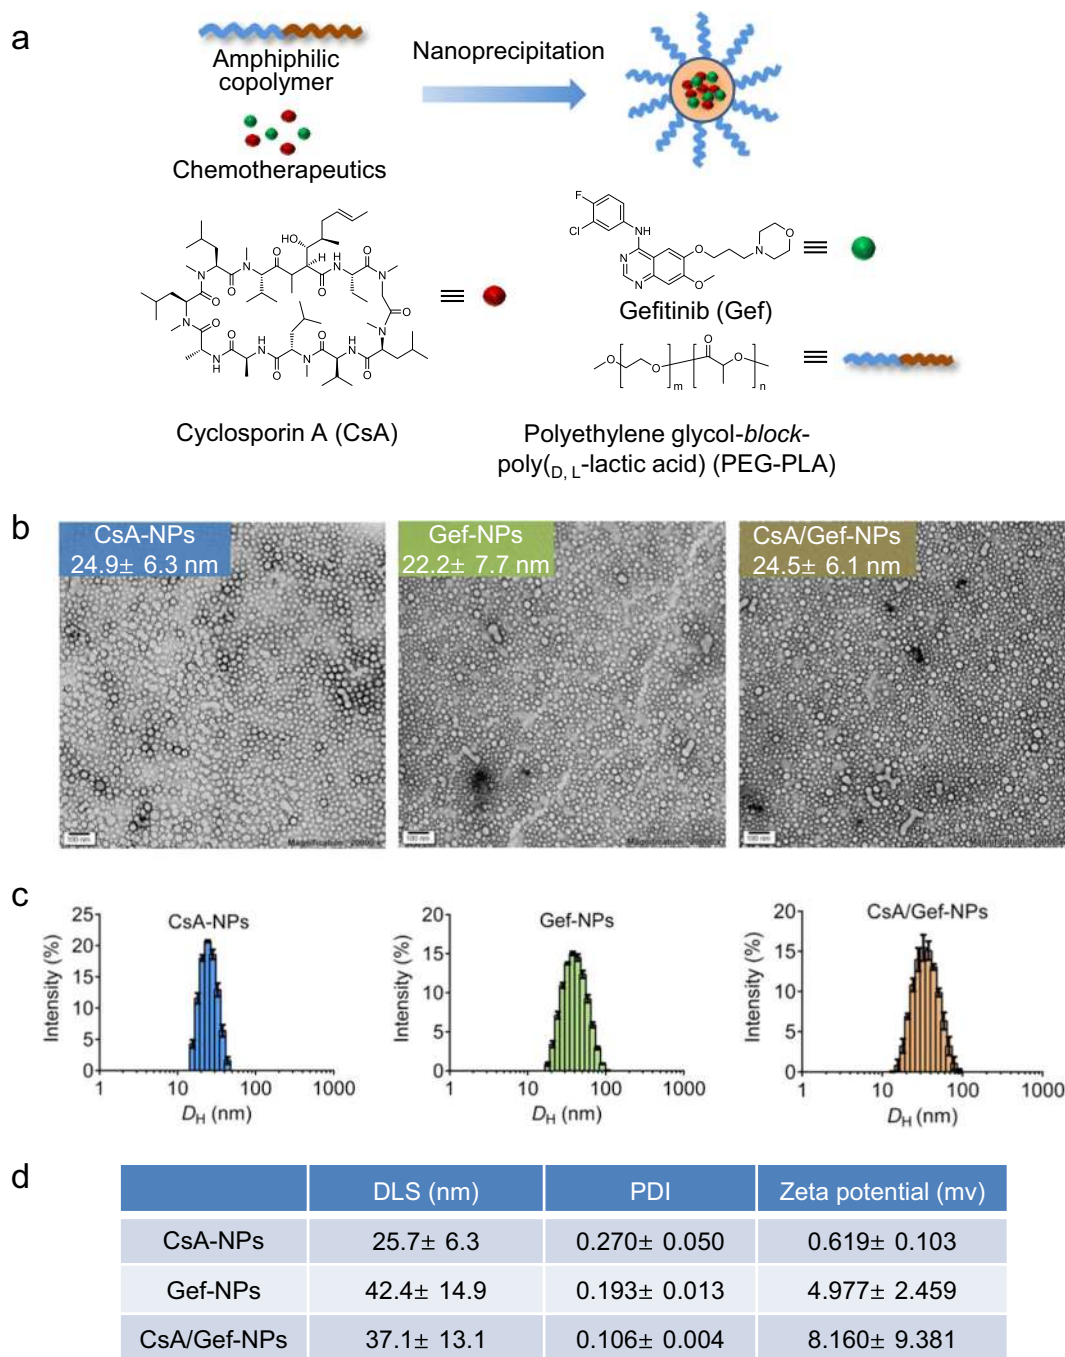 a
Amphiphilic
copolymer
Nanoprecipitation
Chemotherapeutics
Cyclosporin A (CsA)
Gefitinib (Gef)
Polyethylene glycol-block-
poly(D, L-lactic acid) (PEG-PLA)
b
CsA-NPs
24.9± 6.3 nm
Gef-NPs
22.2± 7.7 nm
CsA/Gef-NPs
24.5± 6.1 nm
100 nm
100 nm
100 nm
c
CsA-NPs
Intensity (%)
25
20
15
10
5
0
1 10 100 1000
DH (nm)
Gef-NPs
Intensity (%)
20
15
10
5
0
1 10 100 1000
DH (nm)
CsA/Gef-NPs
Intensity (%)
20
15
10
5
0
1 10 100 1000
DH (nm)
d
DLS (nm) PDI Zeta potential (mv)
CsA-NPs 25.7± 6.3 0.270± 0.050 0.619± 0.103
Gef-NPs 42.4± 14.9 0.193± 0.013 4.977± 2.459
CsA/Gef-NPs 37.1± 13.1 0.106± 0.004 8.160± 9.381